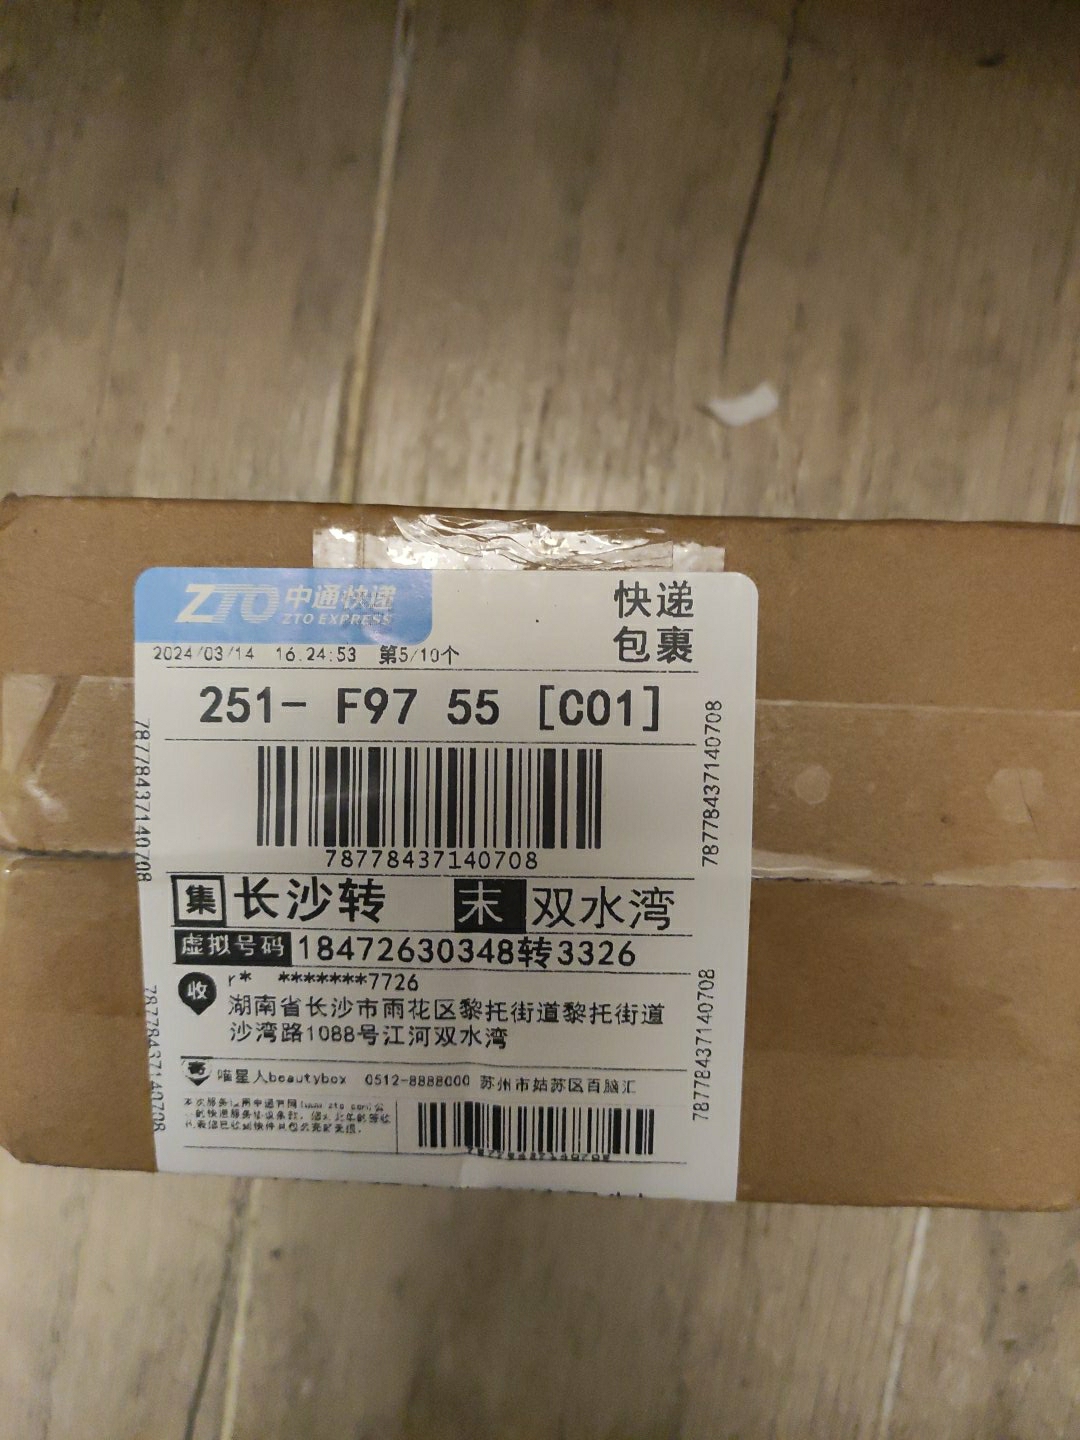 ZTO 中通快递
ZTO EXPRESS
快递
包裹
2024/03/14 16:24:53 第5/10个
251- F97 55 [C01]
78778437140708
78778437140708
78778437140708
集 长沙转 末 双水湾
虚拟号码 18472630348转3326
收 r* *******7726
湖南省长沙市雨花区黎托街道黎托街道
沙湾路1088号江河双水湾
寄 喵星人beautybox 0512-8888000 苏州市姑苏区百脑汇
78778437140708
78778437140708
78778437140708